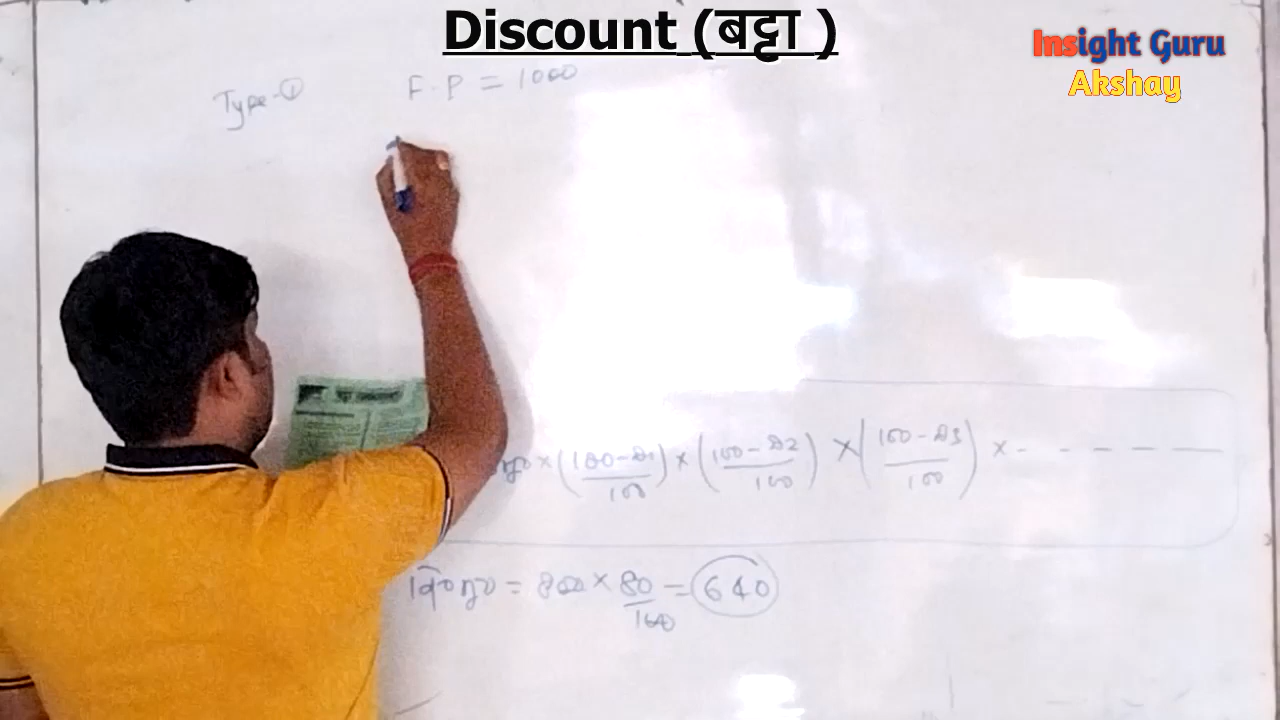 Discount (बट्टा )
Insight Guru
Akshay
Type-①
F.P = 1000
मू० × (100-D1/100) × (100-D2/100) × (100-D3/100) × - - - - -
वि०मू० = 800 × 80/100 = 640